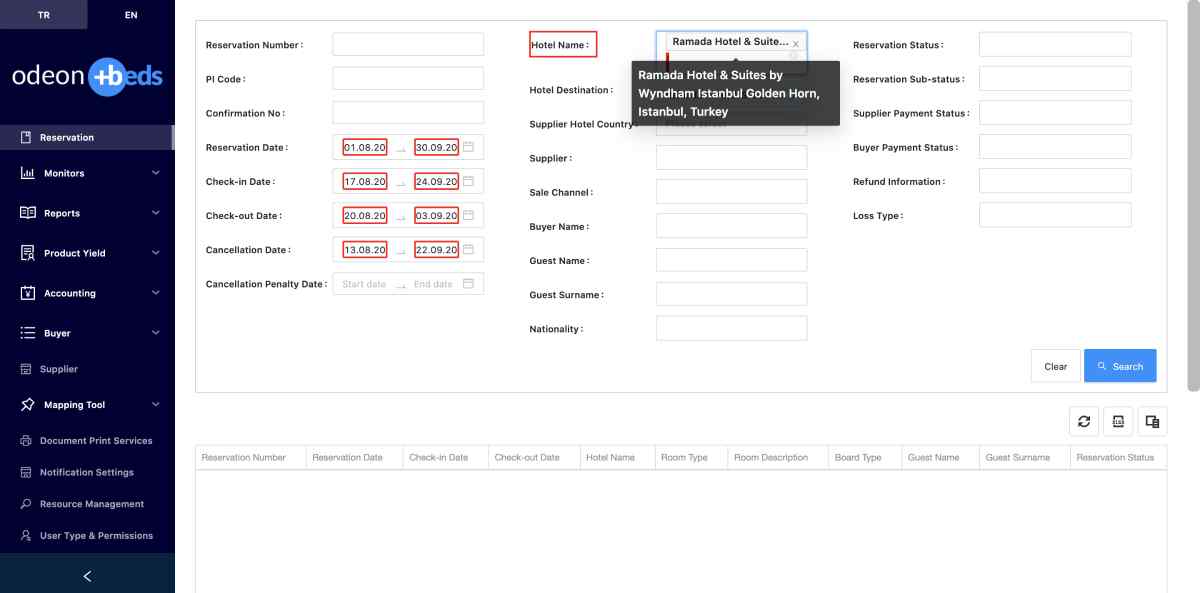 TR
EN
odeon +beds
Reservation
Monitors
Reports
Product Yield
Accounting
Buyer
Supplier
Mapping Tool
Document Print Services
Notification Settings
Resource Management
User Type & Permissions
Reservation Number :
PI Code :
Confirmation No :
Reservation Date :
01.08.20
30.09.20
Check-in Date :
17.08.20
24.09.20
Check-out Date :
20.08.20
03.09.20
Cancellation Date :
13.08.20
22.09.20
Cancellation Penalty Date :
Start date
End date
Hotel Name :
Ramada Hotel & Suite...
Ramada Hotel & Suites by
Wyndham Istanbul Golden Horn,
Istanbul, Turkey
Hotel Destination :
Supplier Hotel Country
Supplier :
Sale Channel :
Buyer Name :
Guest Name :
Guest Surname :
Nationality :
Reservation Status :
Reservation Sub-status :
Supplier Payment Status :
Buyer Payment Status :
Refund Information :
Loss Type :
Clear
Search
Reservation Number
Reservation Date
Check-in Date
Check-out Date
Hotel Name
Room Type
Room Description
Board Type
Guest Name
Guest Surname
Reservation Status